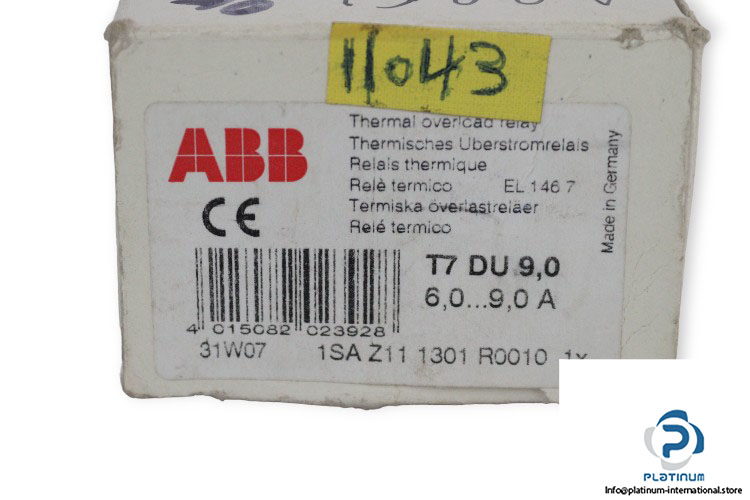 11043
ABB
Thermal overload relay
Thermisches Überstromrelais
Relais thermique
Relè termico EL 146 7
Termiska överlastreläer
Relé termico
Made in Germany
CE
T7 DU 9,0
6,0...9,0 A
4 015082 023928
31W07 1SA Z11 1301 R0010 1x
PLATINUM
Info@platinum-international.store